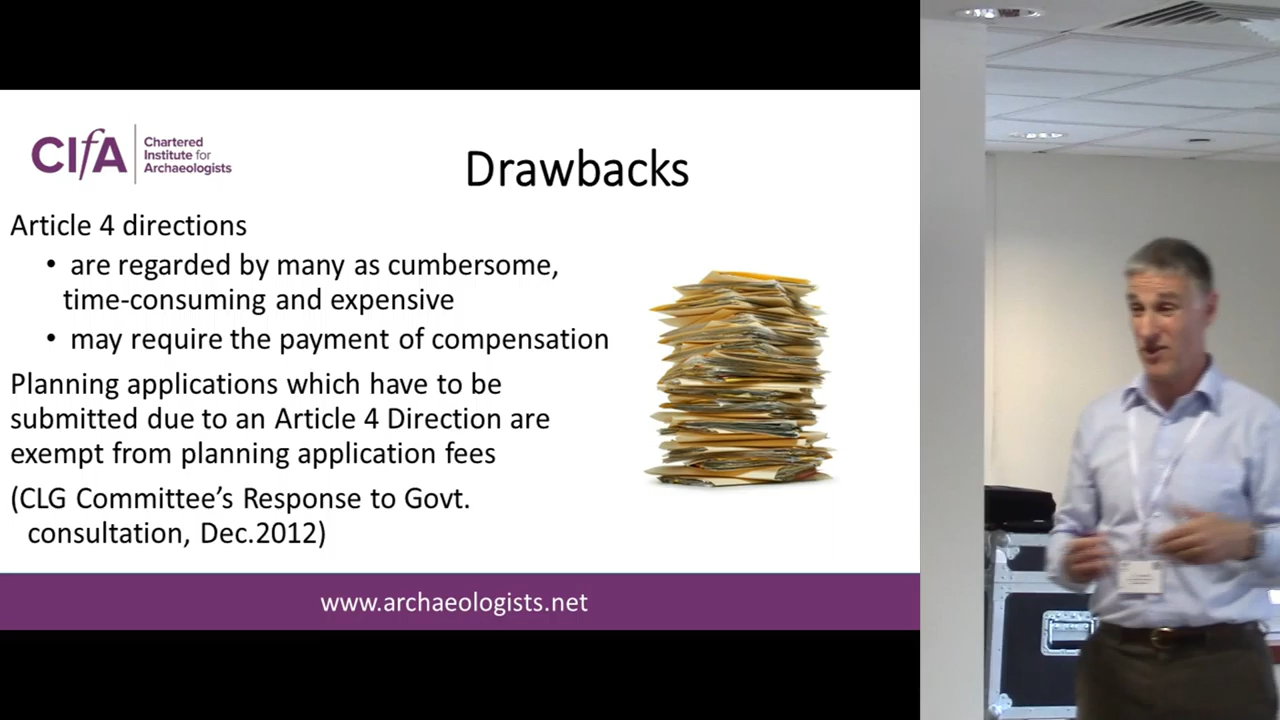 CIfA
Chartered
Institute for
Archaeologists
Drawbacks
Article 4 directions
• are regarded by many as cumbersome,
time-consuming and expensive
• may require the payment of compensation
Planning applications which have to be
submitted due to an Article 4 Direction are
exempt from planning application fees
(CLG Committee’s Response to Govt.
consultation, Dec.2012)
www.archaeologists.net